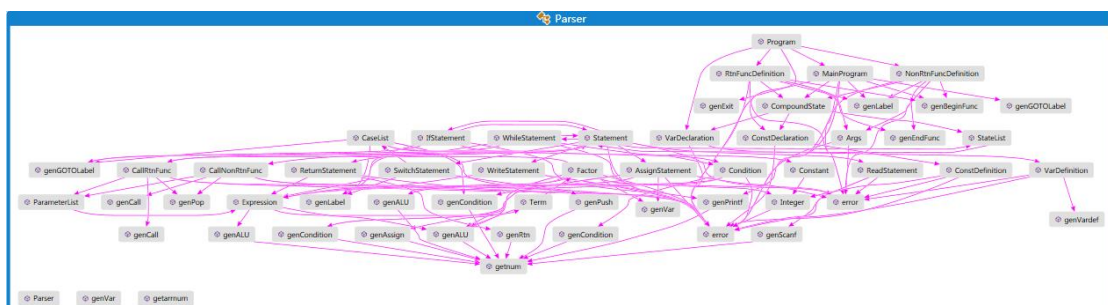 Parser
Program
RtnFuncDefinition MainProgram NonRtnFuncDefinition
genExit CompoundState genLabel genBeginFunc genGOTOLabel
CaseList IfStatement WhileStatement Statement VarDeclaration ConstDeclaration Args genEndFunc StateList
genGOTOLabel CallRtnFunc CallNonRtnFunc ReturnStatement SwitchStatement WriteStatement Factor AssignStatement Condition Constant ReadStatement ConstDefinition VarDefinition
ParameterList genCall genPop Expression genLabel genALU genCondition Term genPush genVar genPrintf Integer error genVardef
genCall genALU genCondition genAssign genALU genRtn genCondition error genScanf
getnum
Parser genVar getarrnum